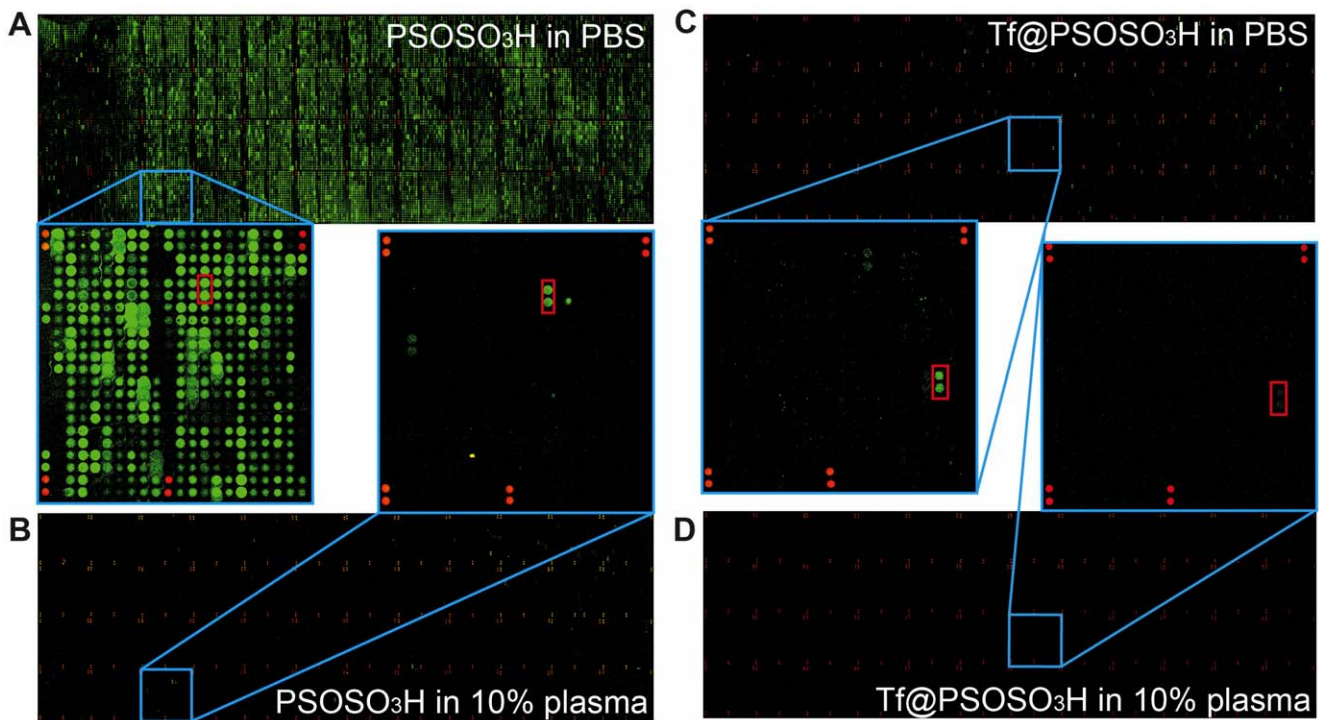 A
PSOSO₃H in PBS
C
Tf@PSOSO₃H in PBS
B
PSOSO₃H in 10% plasma
D
Tf@PSOSO₃H in 10% plasma